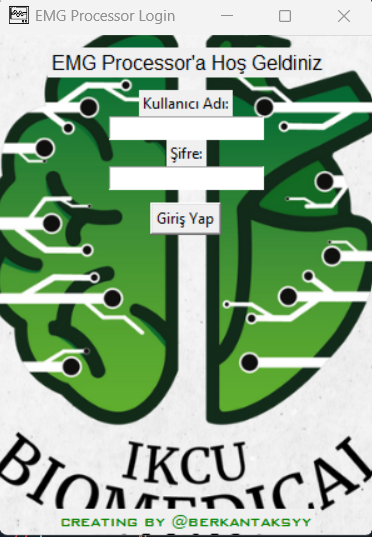 EMG Processor Login
EMG Processor'a Hoş Geldiniz
Kullanıcı Adı:
Şifre:
Giriş Yap
IKCU
BIOMEDICAL
CREATING BY @BERKANTAKSYY